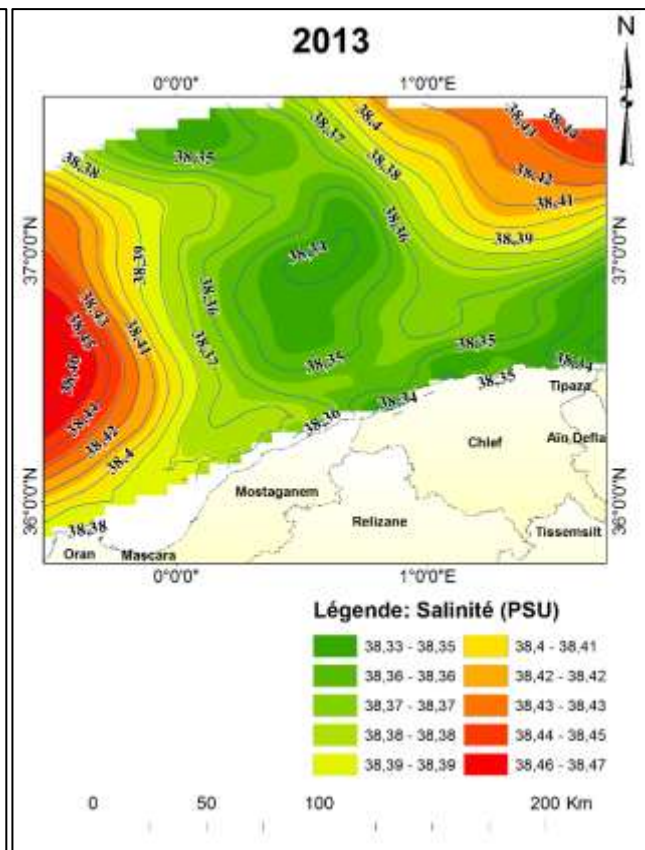 2013
N
0°0'0" 1°0'0"E
38,4
38,37
38,43
38,44
38,35
38,38
38,38
38,42
38,41
38,36
38,39
38,39
37°0'0"N 37°0'0"N
38,43
38,36
38,45
38,41
38,37
38,46
38,35
38,35
38,34
38,35
38,34
38,36
38,42
38,4
Tipaza
Chlef
Mostaganem
36°0'0"N 36°0'0"N
38,38
Relizane
Tissemsilt
Oran
Mascara
0°0'0" 1°0'0"E
Légende: Salinité (PSU)
38,33 - 38,35 38,4 - 38,41
38,36 - 38,36 38,42 - 38,42
38,37 - 38,37 38,43 - 38,43
38,38 - 38,38 38,44 - 38,45
38,39 - 38,39 38,46 - 38,47
0 50 100 200 Km